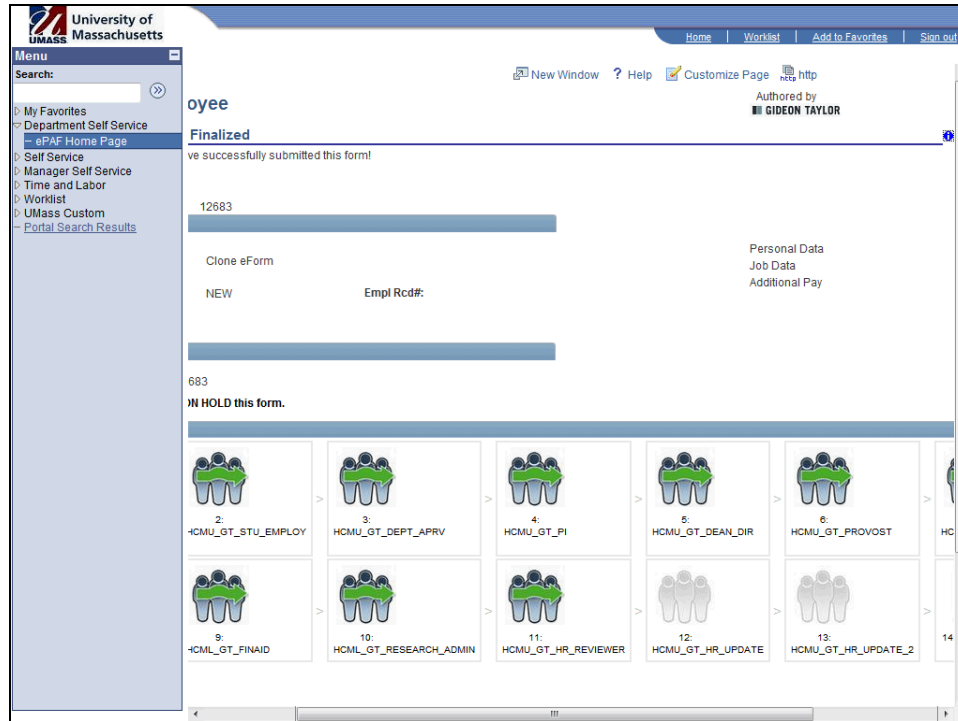 University of
Massachusetts
UMASS
Home | Worklist | Add to Favorites | Sign out
Menu
Search:
My Favorites
Department Self Service
ePAF Home Page
Self Service
Manager Self Service
Time and Labor
Worklist
UMass Custom
Portal Search Results
New Window ? Help Customize Page http
oyee
Authored by
GIDEON TAYLOR
Finalized
ve successfully submitted this form!
12683
Clone eForm
NEW Empl Rcd#:
Personal Data
Job Data
Additional Pay
683
ON HOLD this form.
2:
HCMU_GT_STU_EMPLOY
>
3:
HCMU_GT_DEPT_APRV
>
4:
HCMU_GT_PI
>
5:
HCMU_GT_DEAN_DIR
>
6:
HCMU_GT_PROVOST
>
HC
9:
HCML_GT_FINAID
>
10:
HCML_GT_RESEARCH_ADMIN
>
11:
HCMU_GT_HR_REVIEWER
>
12:
HCMU_GT_HR_UPDATE
>
13:
HCMU_GT_HR_UPDATE_2
>
14